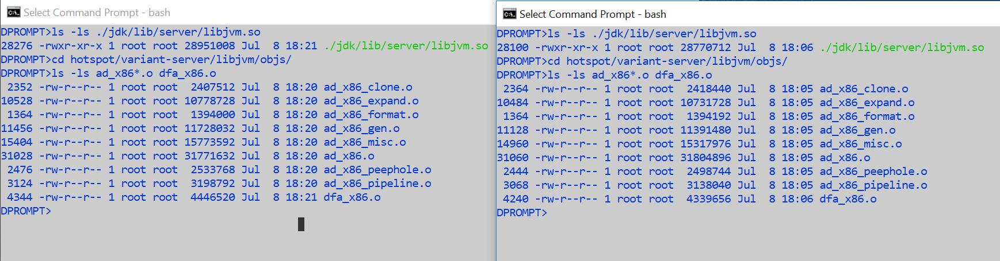 Select Command Prompt - bash
DPROMPT>ls -ls ./jdk/lib/server/libjvm.so
28276 -rwxr-xr-x 1 root root 28951008 Jul  8 18:21 ./jdk/lib/server/libjvm.so
DPROMPT>cd hotspot/variant-server/libjvm/objs/
DPROMPT>ls -ls ad_x86*.o dfa_x86.o
 2352 -rw-r--r-- 1 root root  2407512 Jul  8 18:20 ad_x86_clone.o
10528 -rw-r--r-- 1 root root 10778728 Jul  8 18:20 ad_x86_expand.o
 1364 -rw-r--r-- 1 root root  1394000 Jul  8 18:20 ad_x86_format.o
11456 -rw-r--r-- 1 root root 11728032 Jul  8 18:20 ad_x86_gen.o
15404 -rw-r--r-- 1 root root 15773592 Jul  8 18:20 ad_x86_misc.o
31028 -rw-r--r-- 1 root root 31771632 Jul  8 18:20 ad_x86.o
 2476 -rw-r--r-- 1 root root  2533768 Jul  8 18:20 ad_x86_peephole.o
 3124 -rw-r--r-- 1 root root  3198792 Jul  8 18:20 ad_x86_pipeline.o
 4344 -rw-r--r-- 1 root root  4446520 Jul  8 18:21 dfa_x86.o
DPROMPT>
Select Command Prompt - bash
DPROMPT>ls -ls ./jdk/lib/server/libjvm.so
28100 -rwxr-xr-x 1 root root 28770712 Jul  8 18:06 ./jdk/lib/server/libjvm.so
DPROMPT>cd hotspot/variant-server/libjvm/objs/
DPROMPT>ls -ls ad_x86*.o dfa_x86.o
 2364 -rw-r--r-- 1 root root  2418440 Jul  8 18:05 ad_x86_clone.o
10484 -rw-r--r-- 1 root root 10731728 Jul  8 18:05 ad_x86_expand.o
 1364 -rw-r--r-- 1 root root  1394192 Jul  8 18:05 ad_x86_format.o
11128 -rw-r--r-- 1 root root 11391480 Jul  8 18:05 ad_x86_gen.o
14960 -rw-r--r-- 1 root root 15317976 Jul  8 18:05 ad_x86_misc.o
31060 -rw-r--r-- 1 root root 31804896 Jul  8 18:05 ad_x86.o
 2444 -rw-r--r-- 1 root root  2498744 Jul  8 18:05 ad_x86_peephole.o
 3068 -rw-r--r-- 1 root root  3138040 Jul  8 18:05 ad_x86_pipeline.o
 4240 -rw-r--r-- 1 root root  4339656 Jul  8 18:06 dfa_x86.o
DPROMPT>